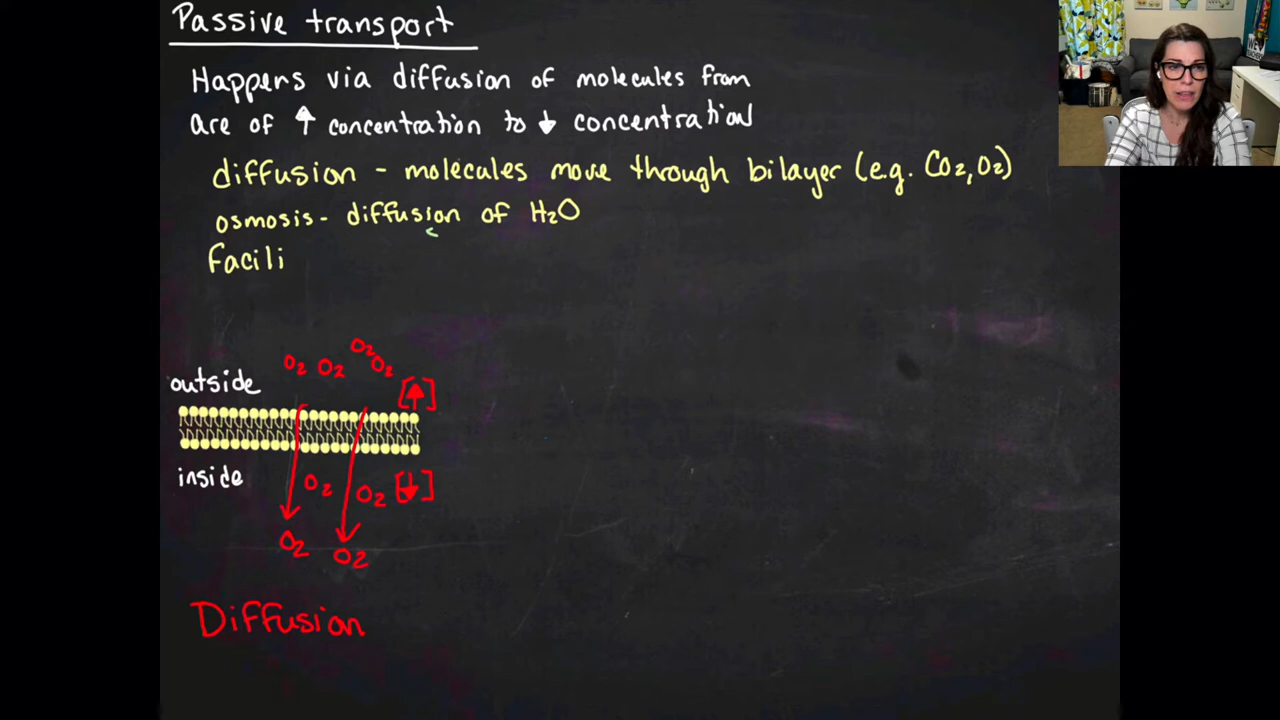 Passive transport
Happens via diffusion of molecules from
are of ↑ concentration to ↓ concentration
diffusion - molecules move through bilayer (e.g. CO2, O2)
osmosis - diffusion of H2O
Facili
O2 O2 O2 O2
outside [↑]
inside O2 O2 [↓]
O2 O2
Diffusion